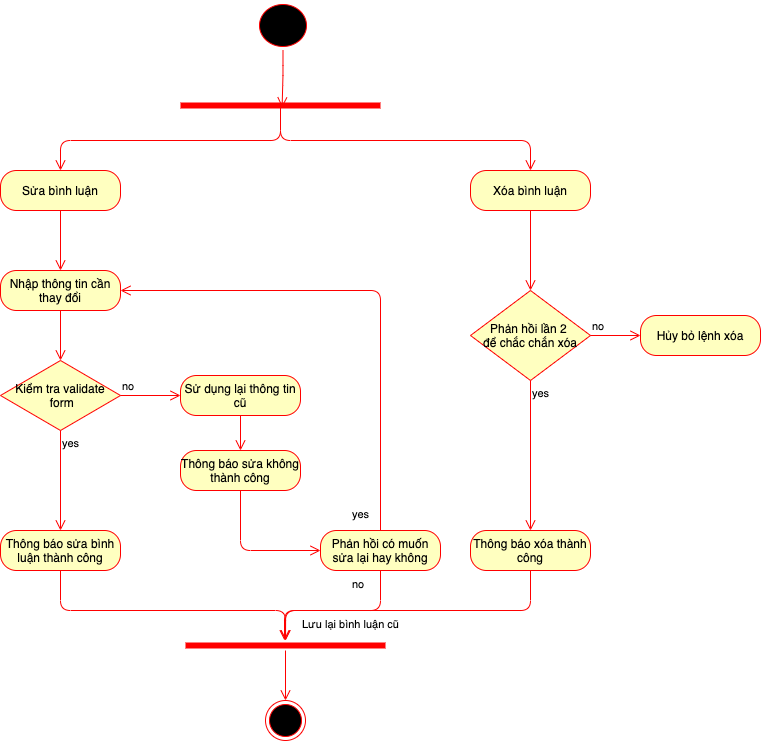 Sửa bình luận
Xóa bình luận
Nhập thông tin cần
thay đổi
Phản hồi lần 2
để chắc chắn xóa
no
Hủy bỏ lệnh xóa
Kiểm tra validate
form
no
Sử dụng lại thông tin
cũ
yes
yes
Thông báo sửa không
thành công
yes
Thông báo sửa bình
luận thành công
Phản hồi có muốn
sửa lại hay không
Thông báo xóa thành
công
no
Lưu lại bình luận cũ